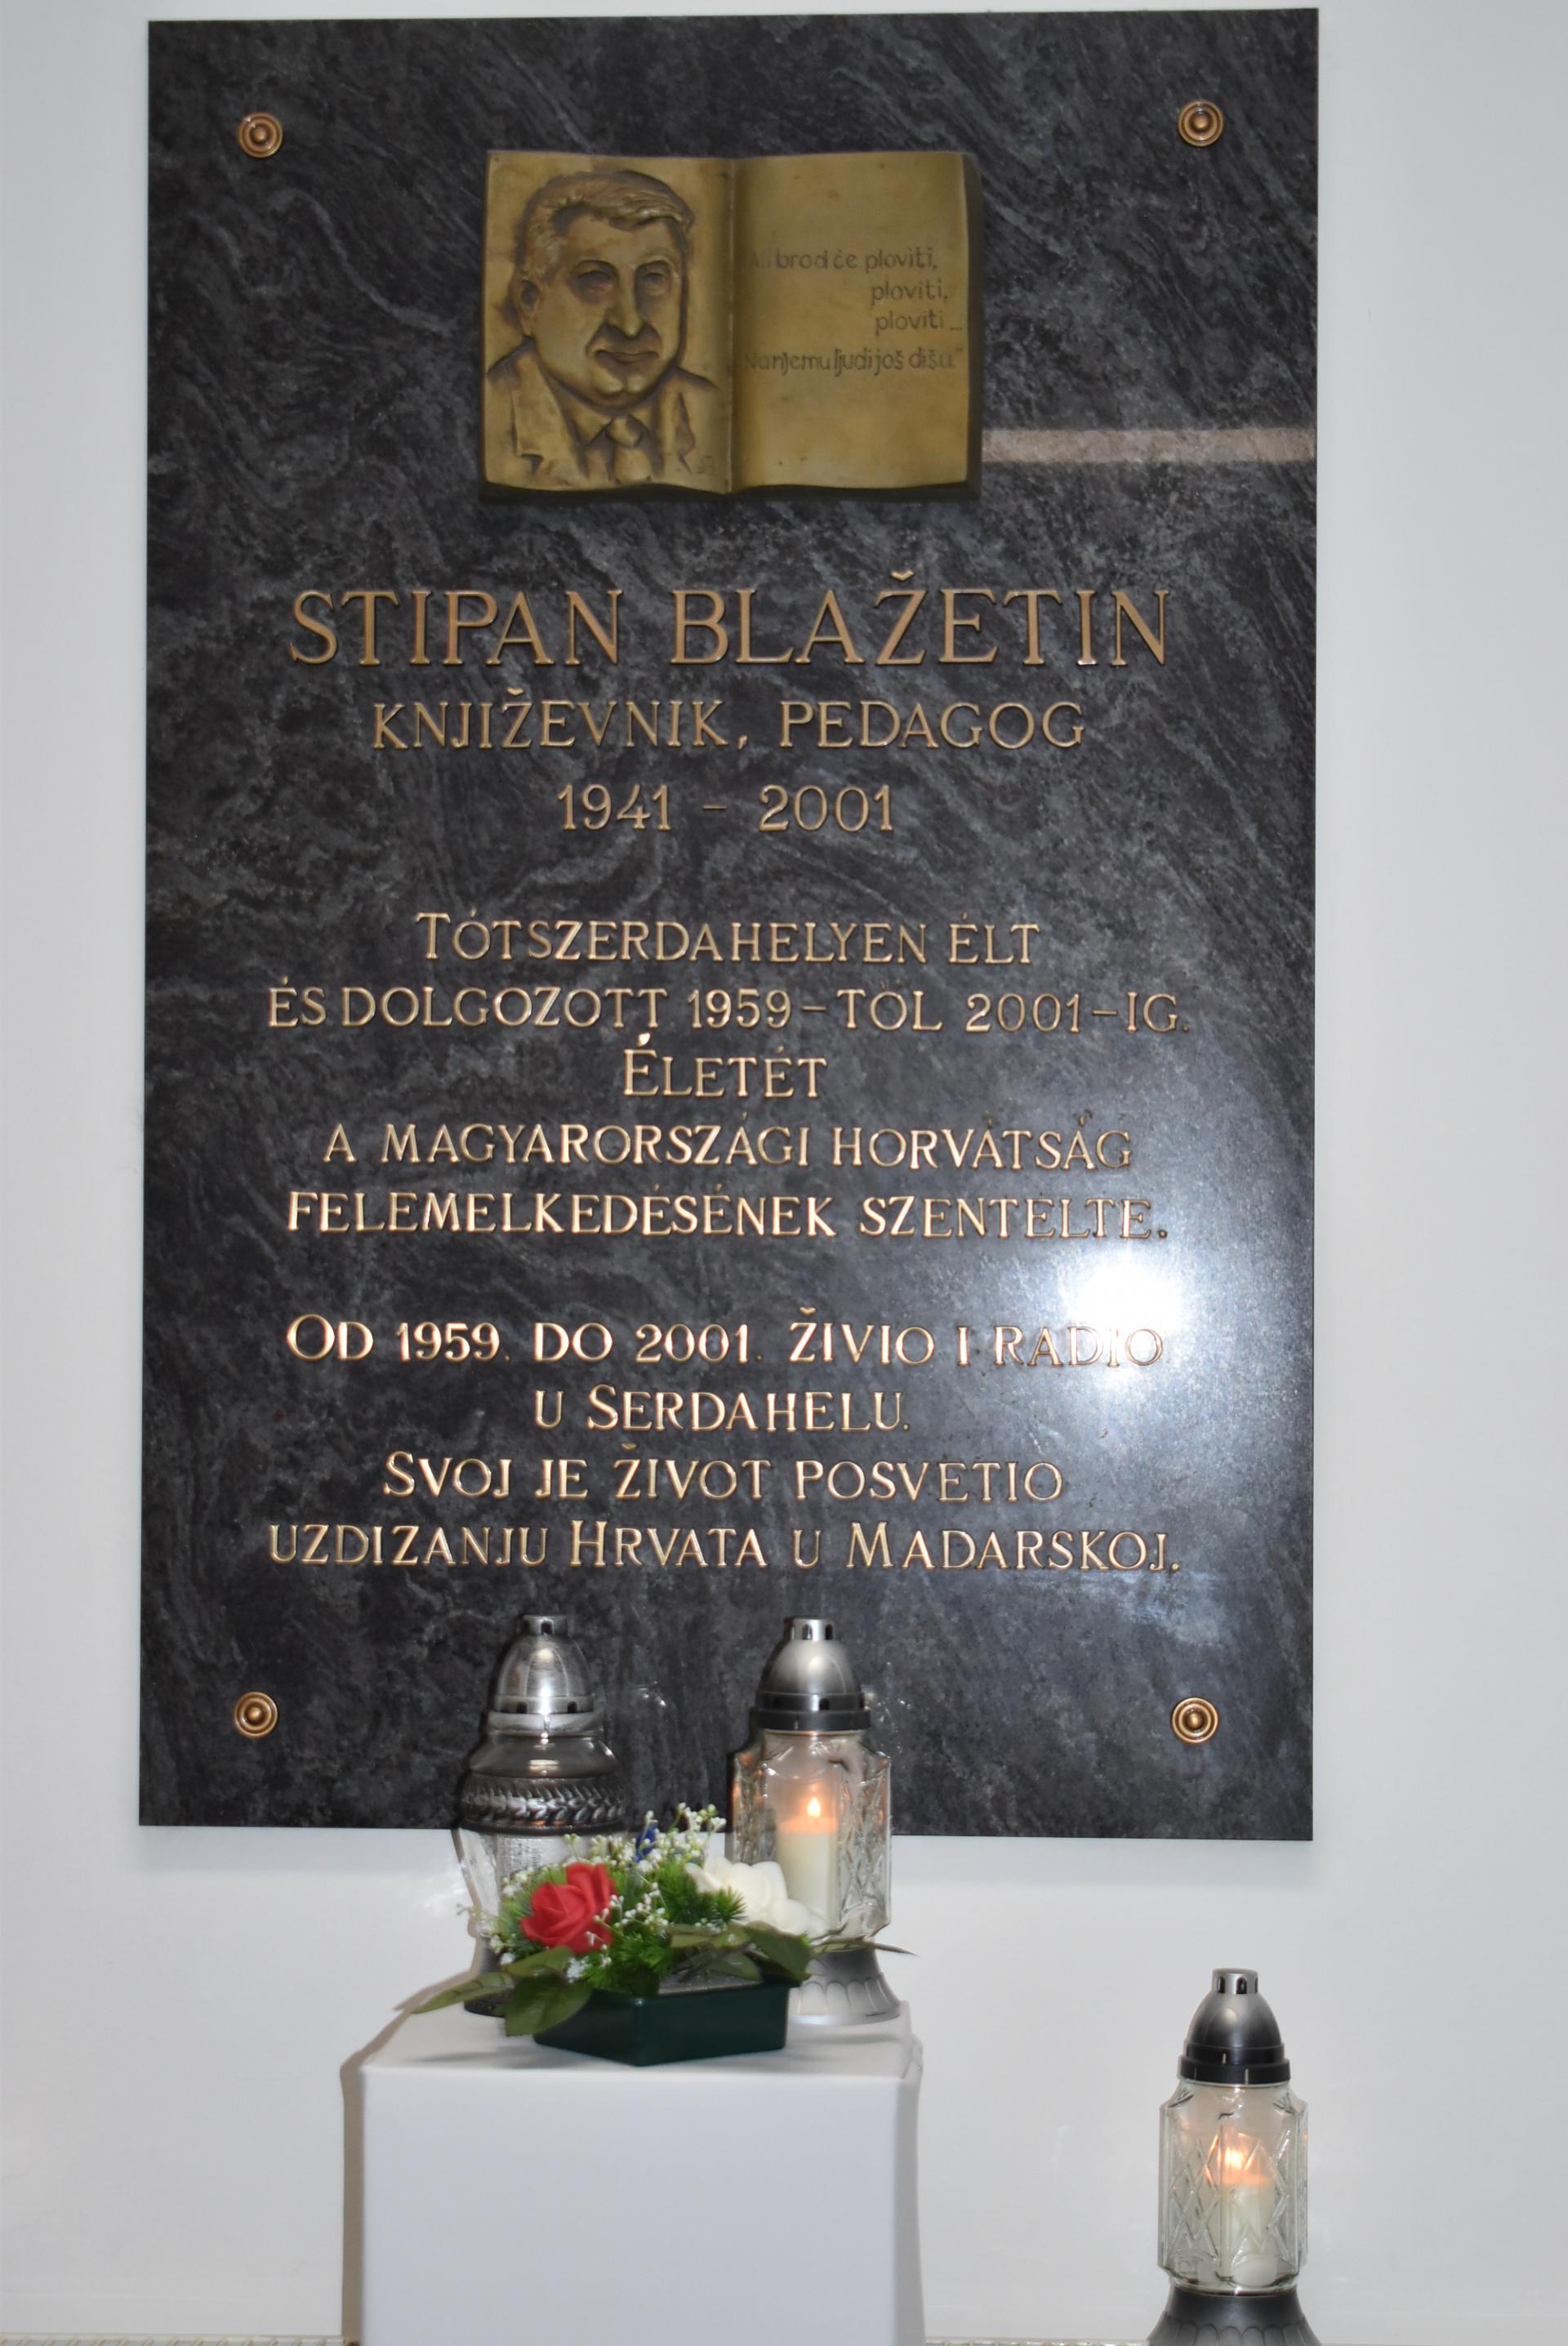 "Ali brod će ploviti,
ploviti,
ploviti...
Na njemu ljudi još dišu."
STIPAN BLAŽETIN
KNJIŽEVNIK, PEDAGOG
1941 - 2001
TÓTSZERDAHELYEN ÉLT
ÉS DOLGOZOTT 1959-TŐL 2001-IG.
ÉLETÉT
A MAGYARORSZÁGI HORVÁTSÁG
FELEMELKEDÉSÉNEK SZENTELTE.
OD 1959. DO 2001. ŽIVIO I RADIO
U SERDAHELU.
SVOJ JE ŽIVOT POSVETIO
UZDIZANJU HRVATA U MAĐARSKOJ.